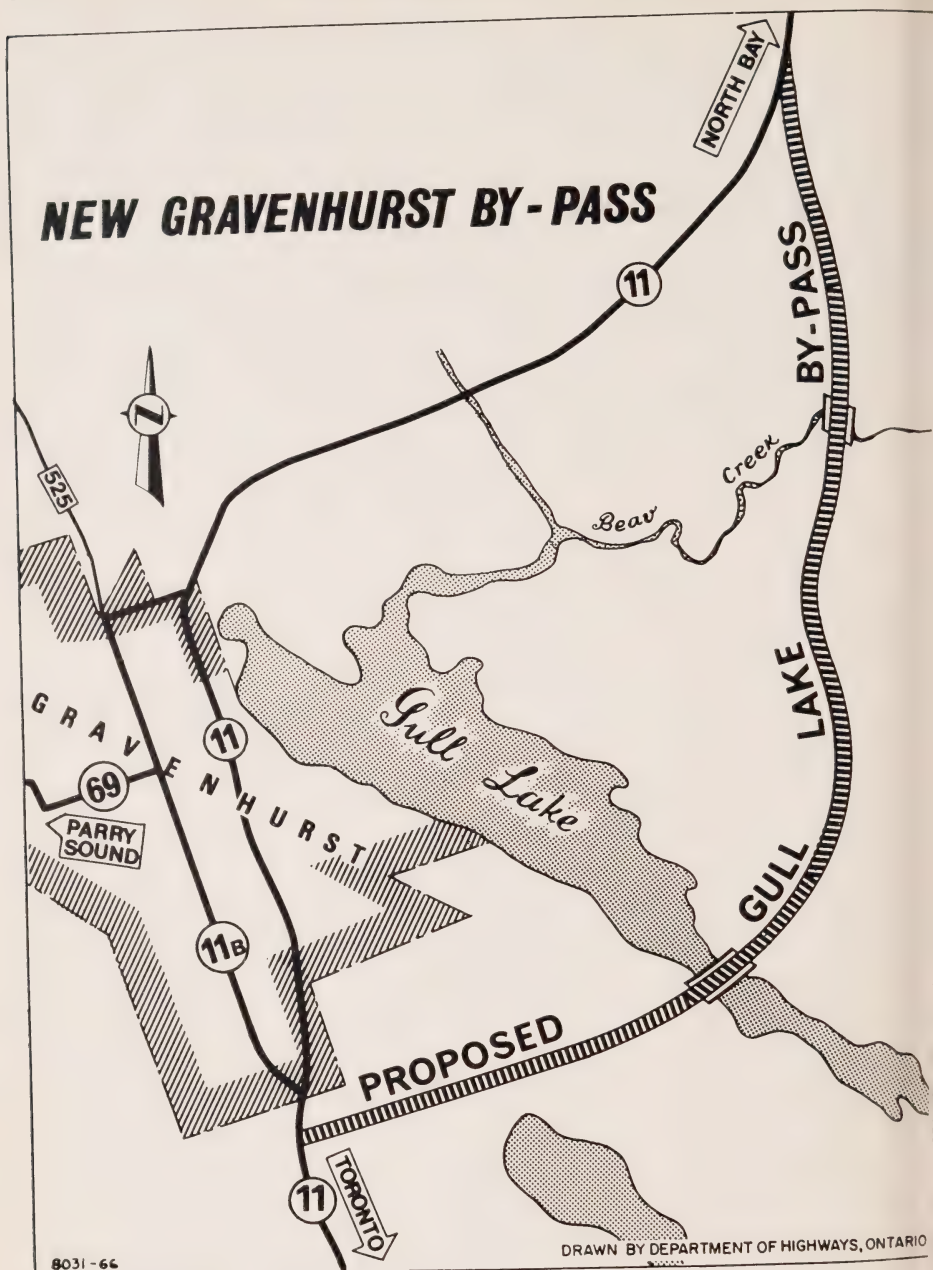 NORTH BAY
NEW GRAVENHURST BY-PASS
11
BY-PASS
N
525
Beav Creek
LAKE
GRAVENHURST
11
Gull Lake
69
PARRY
SOUND
GULL
11B
PROPOSED
11
TORONTO
8031-66
DRAWN BY DEPARTMENT OF HIGHWAYS, ONTARIO